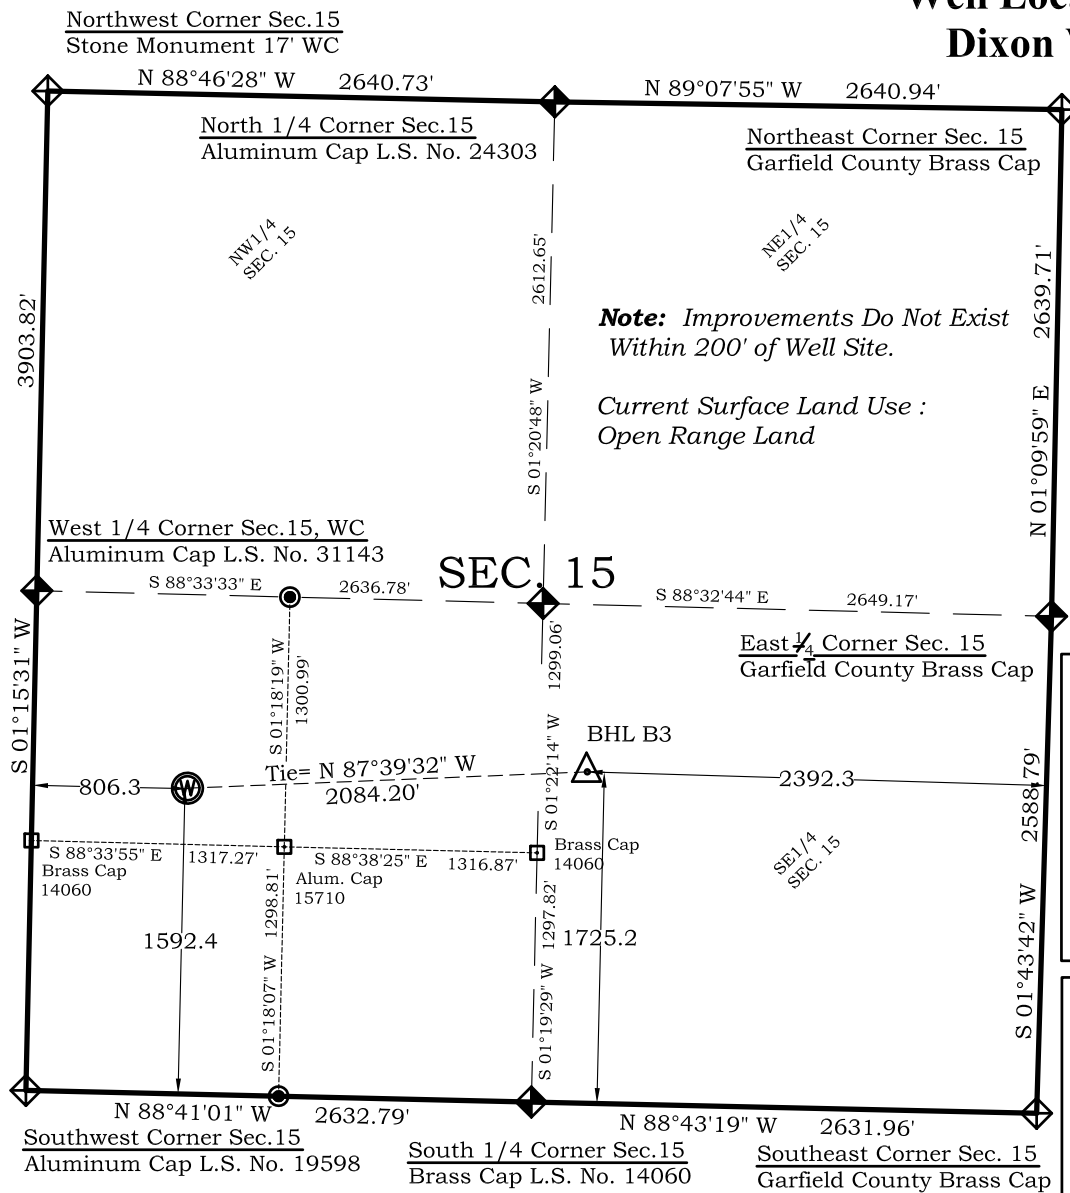 Dixon
Northwest Corner Sec.15
Stone Monument 17' WC
N 88°46'28" W 2640.73'
N 89°07'55" W 2640.94'
North 1/4 Corner Sec.15
Aluminum Cap L.S. No. 24303
Northeast Corner Sec. 15
Garfield County Brass Cap
NW1/4
SEC. 15
NE1/4
SEC. 15
3903.82'
2612.65'
S 01°20'48" W
2639.71'
N 01°09'59" E
Note: Improvements Do Not Exist
Within 200' of Well Site.
Current Surface Land Use :
Open Range Land
West 1/4 Corner Sec.15, WC
Aluminum Cap L.S. No. 31143
SEC. 15
S 88°33'33" E 2636.78'
S 88°32'44" E 2649.17'
East 1/4 Corner Sec. 15
Garfield County Brass Cap
S 01°15'31" W
S 01°18'19" W
1300.99'
1299.06'
S 01°22'14" W
BHL B3
Tie= N 87°39'32" W
2084.20'
806.3
W
2392.3
2588.79'
S 88°33'55" E 1317.27'
S 88°38'25" E 1316.87'
Brass Cap
14060
Alum. Cap
15710
Brass Cap
14060
SE1/4
SEC. 15
1592.4
1298.81'
S 01°18'07" W
1297.82'
S 01°19'29" W
1725.2
S 01°43'42" W
N 88°41'01" W 2632.79'
N 88°43'19" W 2631.96'
Southwest Corner Sec.15
Aluminum Cap L.S. No. 19598
South 1/4 Corner Sec.15
Brass Cap L.S. No. 14060
Southeast Corner Sec. 15
Garfield County Brass Cap